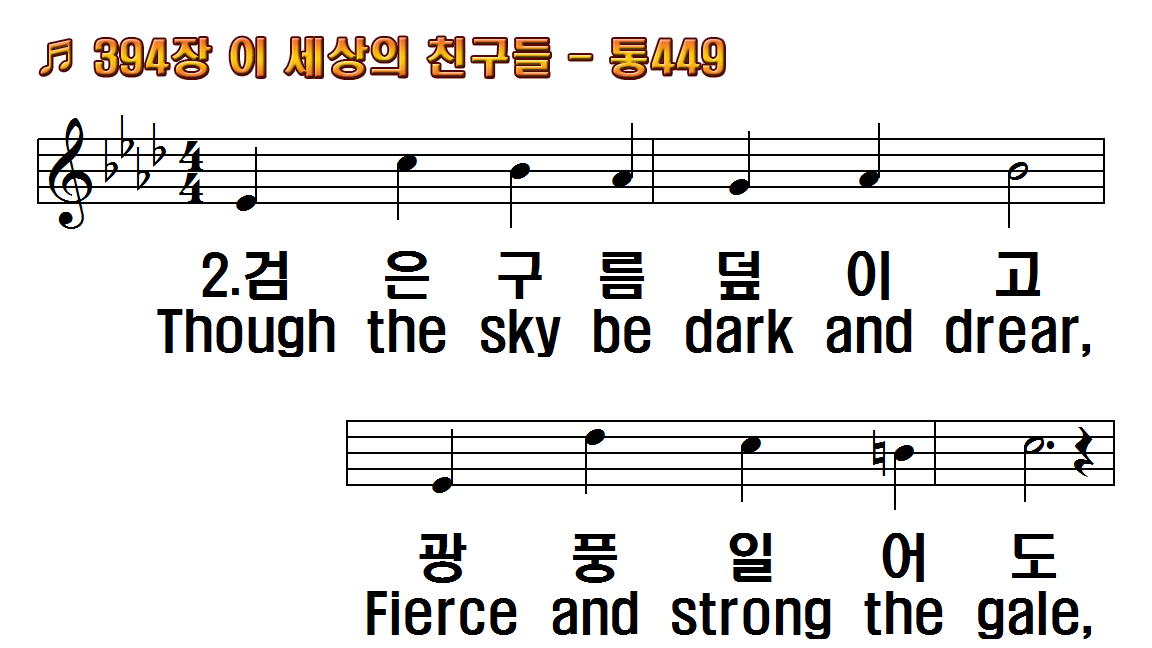 394장 이 세상의 친구들 - 통449
2.검 은 구 름 덮 이 고
Though the sky be dark and drear,
광 풍 일 어 도
Fierce and strong the gale,